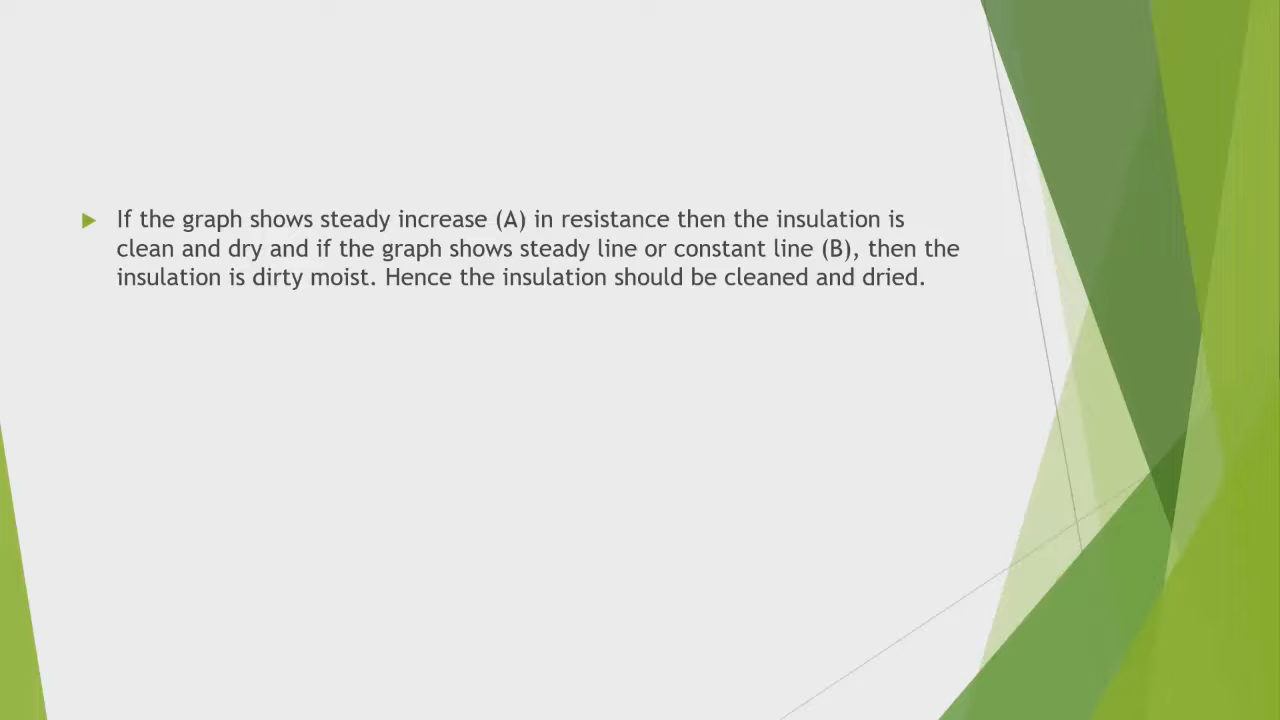 If the graph shows steady increase (A) in resistance then the insulation is
clean and dry and if the graph shows steady line or constant line (B), then the
insulation is dirty moist. Hence the insulation should be cleaned and dried.